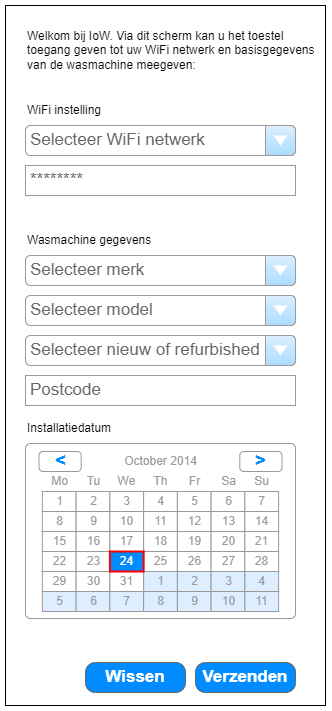 Welkom bij IoW. Via dit scherm kan u het toestel
toegang geven tot uw WiFi netwerk en basisgegevens
van de wasmachine meegeven:
WiFi instelling
Selecteer WiFi netwerk
********
Wasmachine gegevens
Selecteer merk
Selecteer model
Selecteer nieuw of refurbished
Postcode
Installatiedatum
< October 2014 >
Mo Tu We Th Fr Sa Su
1 2 3 4 5 6 7
8 9 10 11 12 13 14
15 16 17 18 19 20 21
22 23 24 25 26 27 28
29 30 31 1 2 3 4
5 6 7 8 9 10 11
Wissen Verzenden